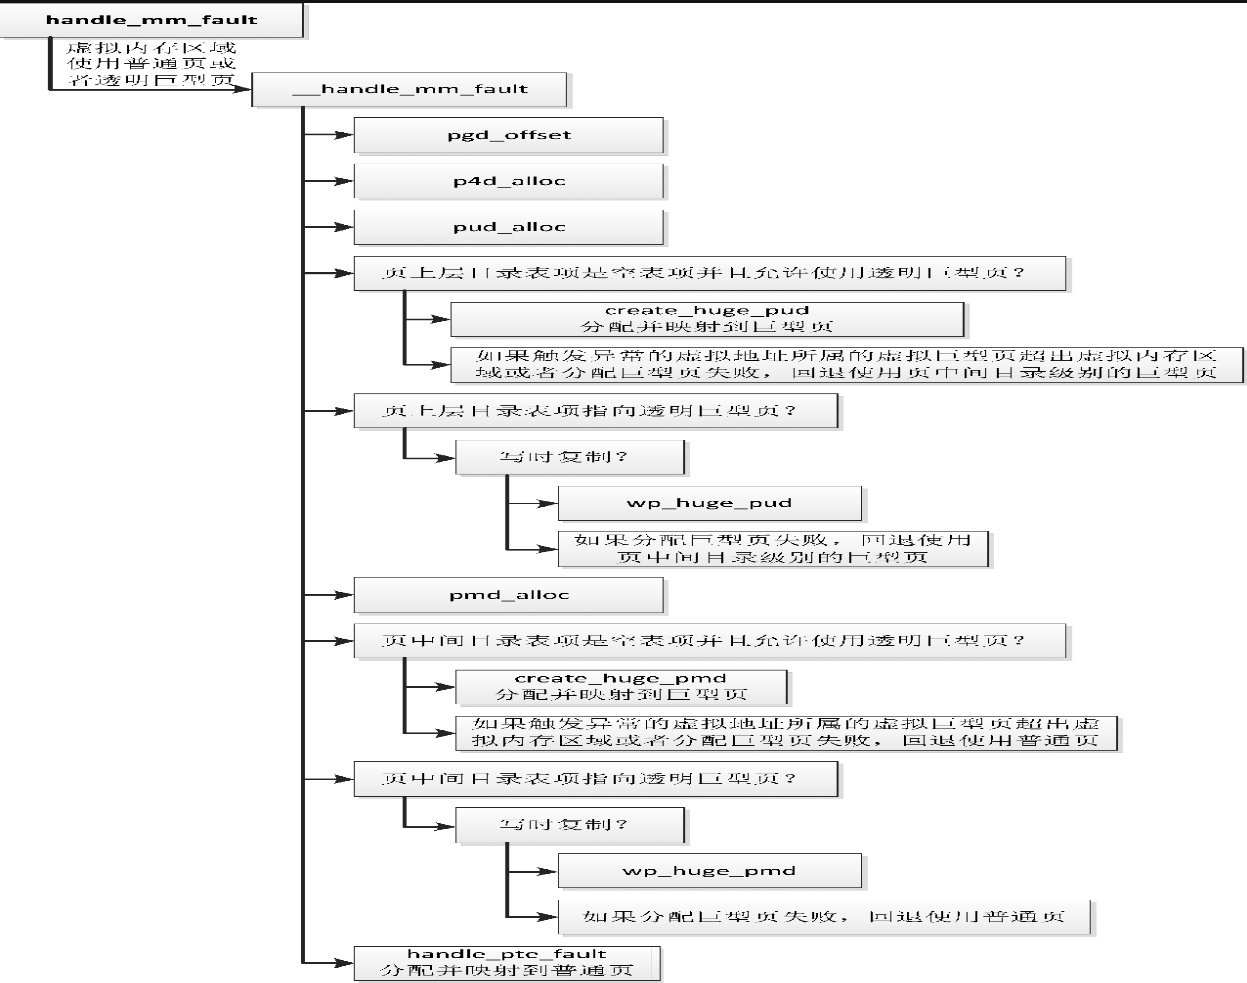 handle_mm_fault
虚拟内存区域
使用普通页或
者透明巨型页
__handle_mm_fault
pgd_offset
p4d_alloc
pud_alloc
页上层目录表项是空表项并且允许使用透明巨型页？
create_huge_pud
分配并映射到巨型页
如果触发异常的虚拟地址所属的虚拟巨型页超出虚拟内存区
域或者分配巨型页失败，回退使用页中间目录级别的巨型页
页上层目录表项指向透明巨型页？
写时复制？
wp_huge_pud
如果分配巨型页失败，回退使用
页中间目录级别的巨型页
pmd_alloc
页中间目录表项是空表项并且允许使用透明巨型页？
create_huge_pmd
分配并映射到巨型页
如果触发异常的虚拟地址所属的虚拟巨型页超出虚
拟内存区域或者分配巨型页失败，回退使用普通页
页中间目录表项指向透明巨型页？
写时复制？
wp_huge_pmd
如果分配巨型页失败，回退使用普通页
handle_pte_fault
分配并映射到普通页